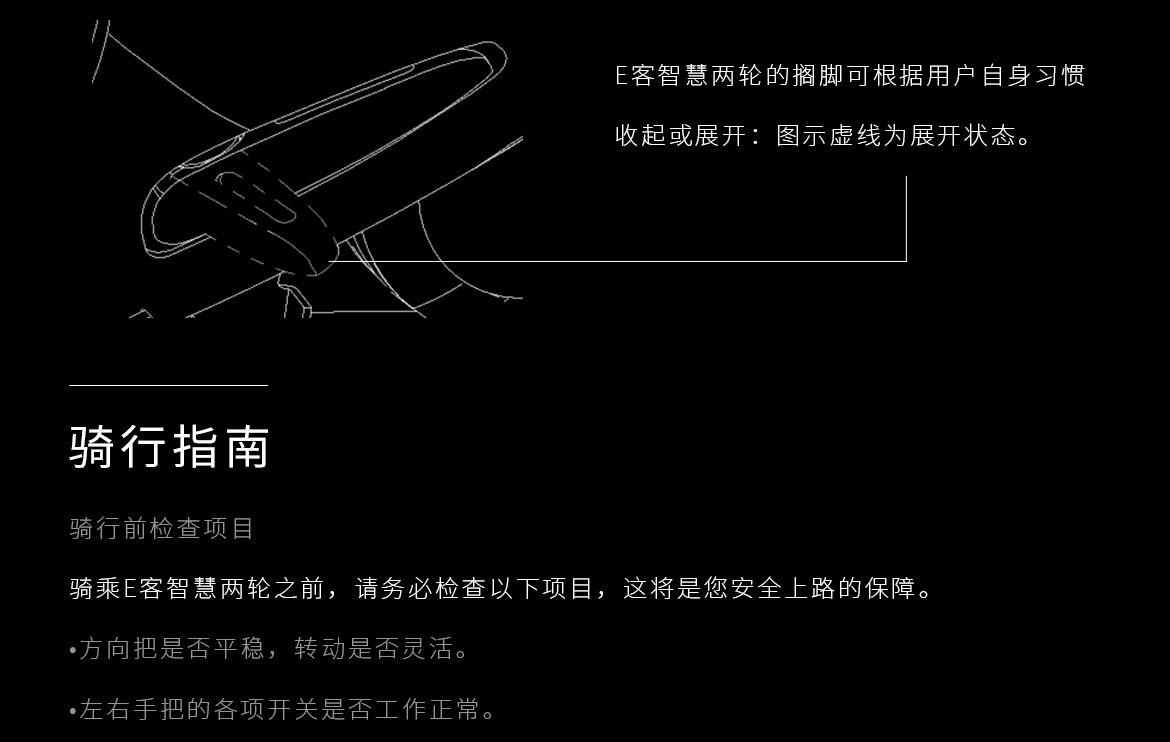 E客智慧两轮的搁脚可根据用户自身习惯
收起或展开：图示虚线为展开状态。
骑行指南
骑行前检查项目
骑乘E客智慧两轮之前，请务必检查以下项目，这将是您安全上路的保障。
•方向把是否平稳，转动是否灵活。
•左右手把的各项开关是否工作正常。